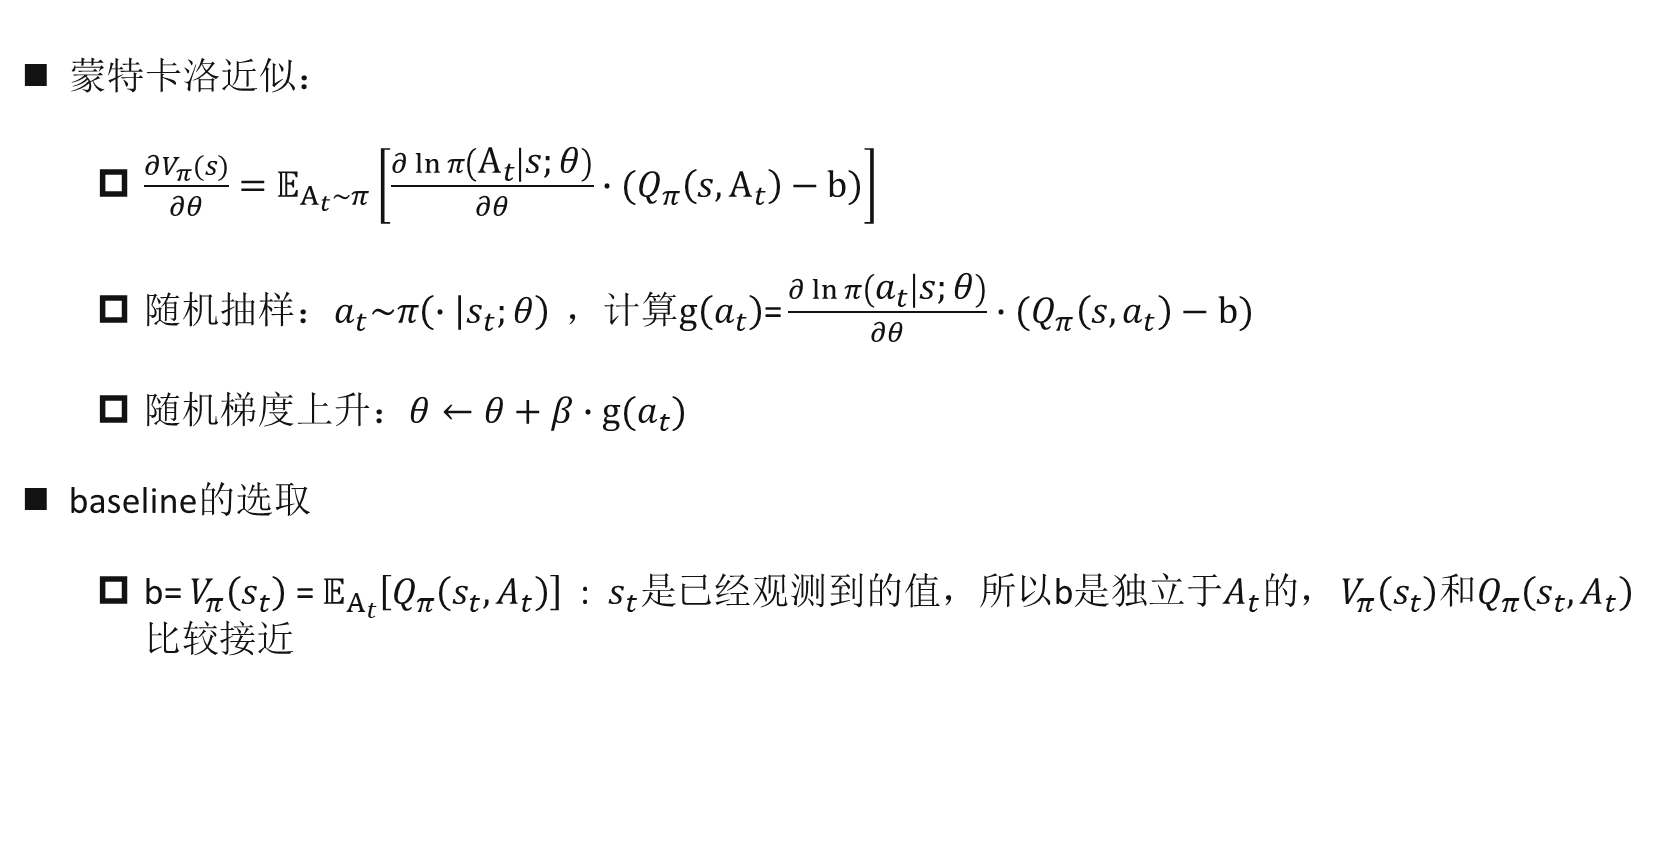 ■ 蒙特卡洛近似：
□ ∂V_π(s)/∂θ = 𝔼_{A_t~π} [∂ ln π(A_t|s; θ)/∂θ · (Q_π(s, A_t) − b)]
□ 随机抽样：a_t~π(· |s_t; θ) ，计算g(a_t)=∂ ln π(a_t|s; θ)/∂θ · (Q_π(s, a_t) − b)
□ 随机梯度上升：θ ← θ + β · g(a_t)
■ baseline的选取
□ b= V_π(s_t) = 𝔼_{A_t}[Q_π(s_t, A_t)] : s_t是已经观测到的值，所以b是独立于A_t的，V_π(s_t)和Q_π(s_t, A_t)
比较接近